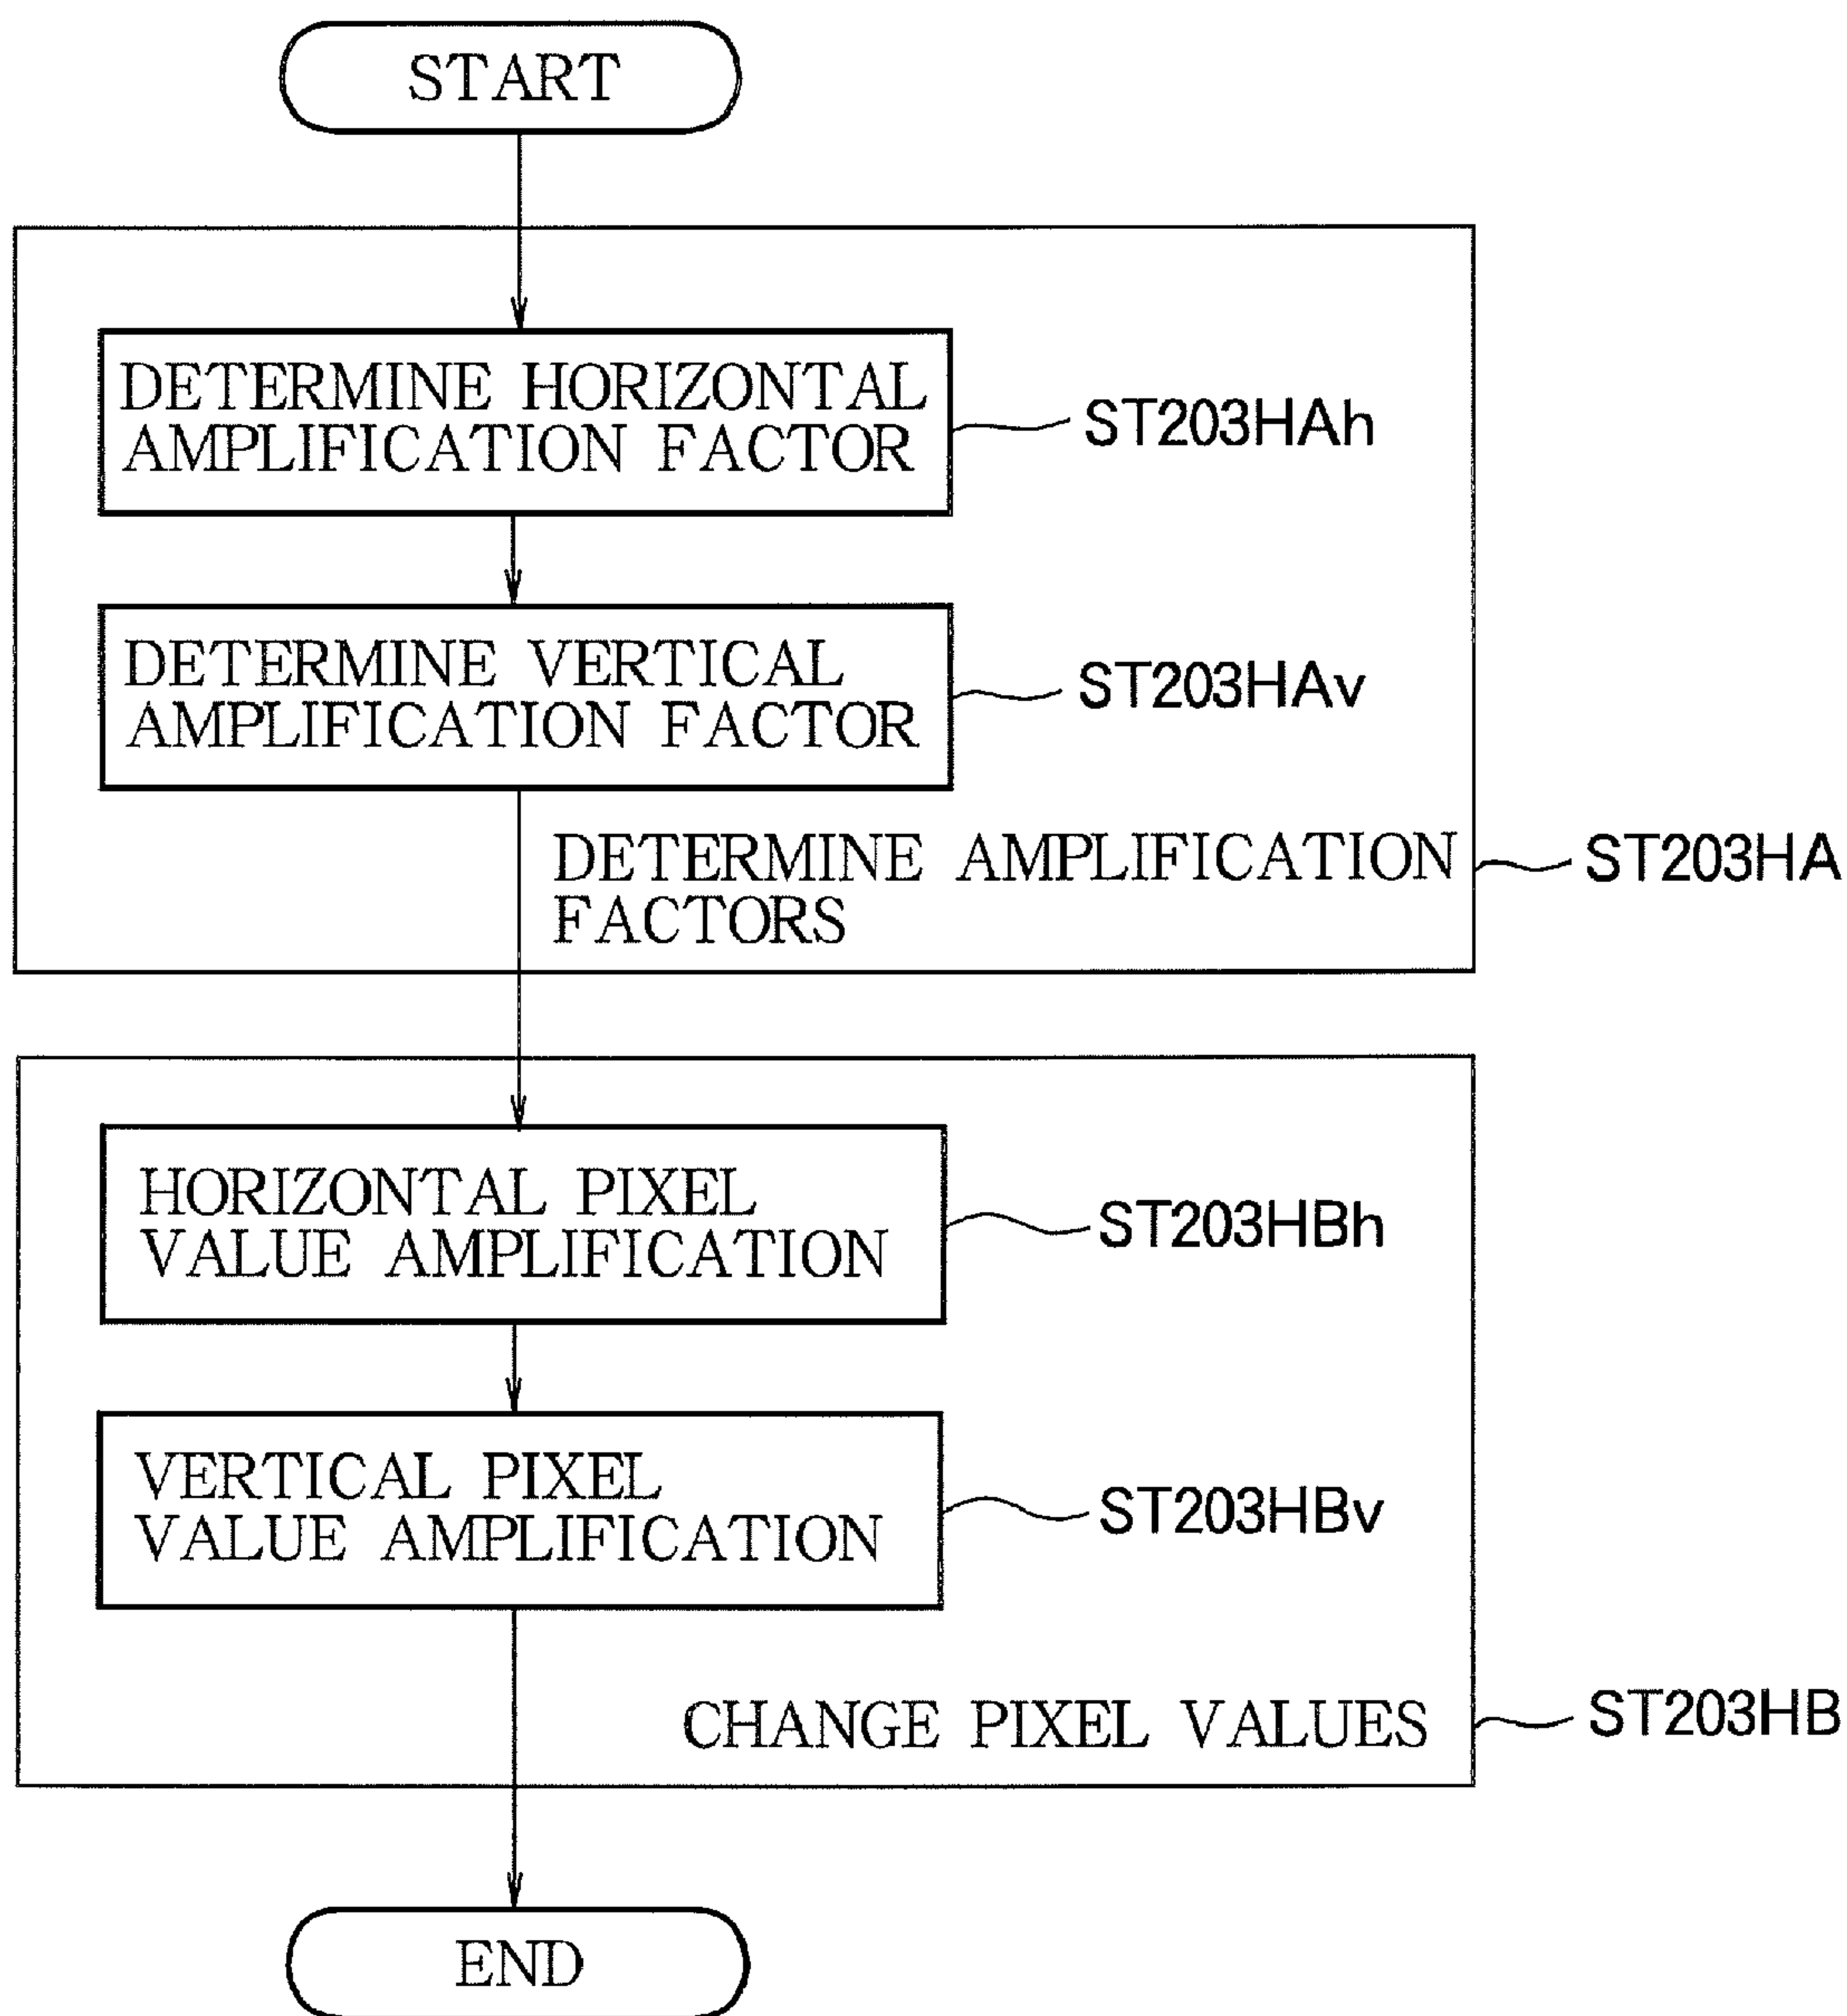 START
DETERMINE HORIZONTAL
AMPLIFICATION FACTOR
ST203HAh
DETERMINE VERTICAL
AMPLIFICATION FACTOR
ST203HAv
DETERMINE AMPLIFICATION
FACTORS
ST203HA
HORIZONTAL PIXEL
VALUE AMPLIFICATION
ST203HBh
VERTICAL PIXEL
VALUE AMPLIFICATION
ST203HBv
CHANGE PIXEL VALUES
ST203HB
END